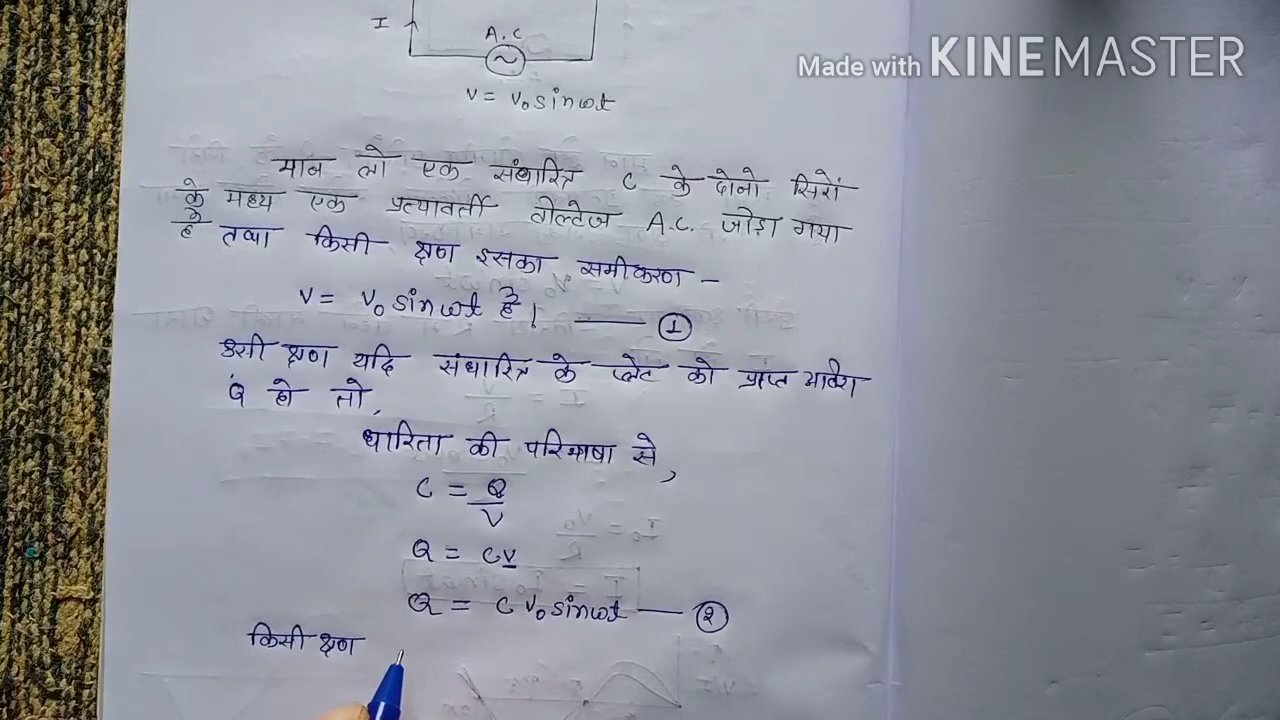 I
A.C
Made with KINEMASTER
~
V = V₀ sinωt
मान लो एक संधारित्र C के दोनो सिरों
के मध्य एक प्रत्यावर्ती वोल्टेज A.C. जोड़ा गया
है तथा किसी क्षण इसका समीकरण –
V = V₀ sinωt है। —— ①
उसी क्षण यदि संधारित्र के प्लेट को प्राप्त आवेश
Q हो तो,
धारिता की परिभाषा से,
C = Q/V
Q = CV
Q = C V₀ sinωt —— ②
किसी क्षण